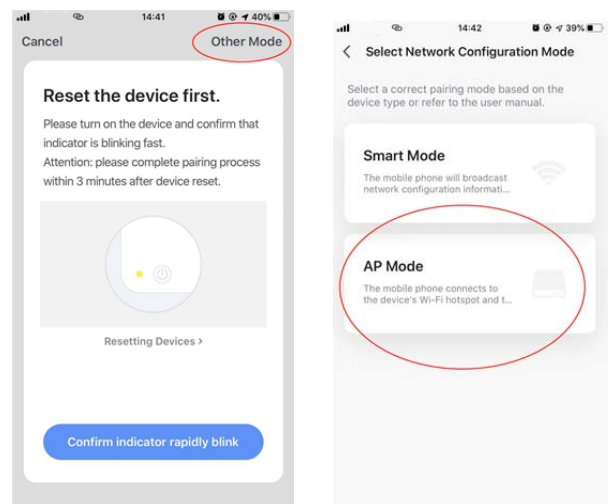 14:41
40%
Cancel
Other Mode
Reset the device first.
Please turn on the device and confirm that
indicator is blinking fast.
Attention: please complete pairing process
within 3 minutes after device reset.
Resetting Devices >
Confirm indicator rapidly blink
14:42
39%
< Select Network Configuration Mode
Select a correct pairing mode based on the
device type or refer to the user manual.
Smart Mode
The mobile phone will broadcast
network configuration informati...
AP Mode
The mobile phone connects to
the device's Wi-Fi hotspot and t...